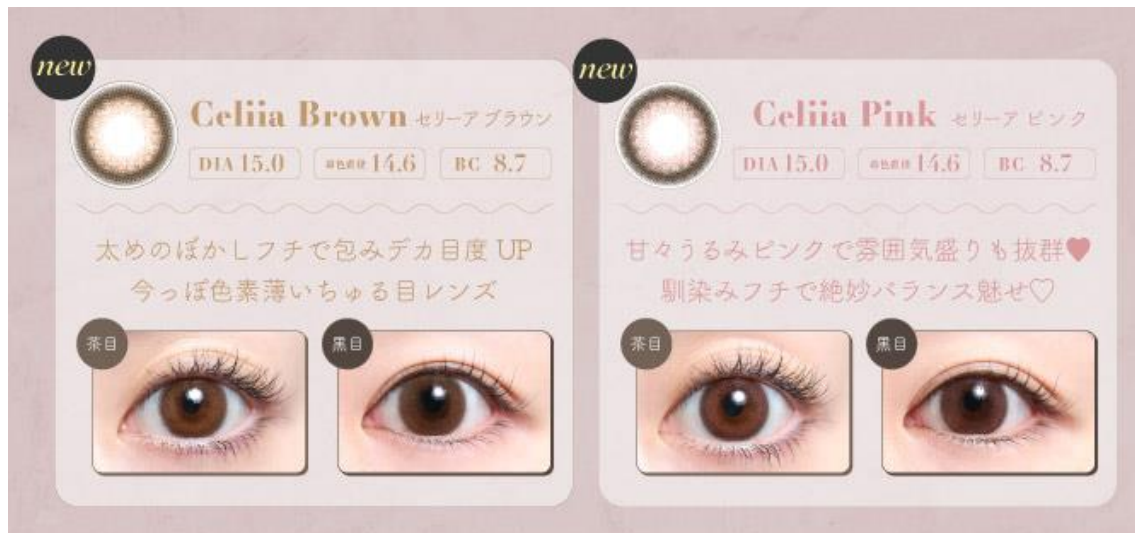 new
Celiia Brown セリーア ブラウン
DIA 15.0 着色直径 14.6 BC 8.7
太めのぼかしフチで包みデカ目度 UP
今っぽ色素薄いちゅる目レンズ
茶目 黒目
new
Celiia Pink セリーア ピンク
DIA 15.0 着色直径 14.6 BC 8.7
甘々うるみピンクで雰囲気盛りも抜群♥
馴染みフチで絶妙バランス魅せ♡
茶目 黒目